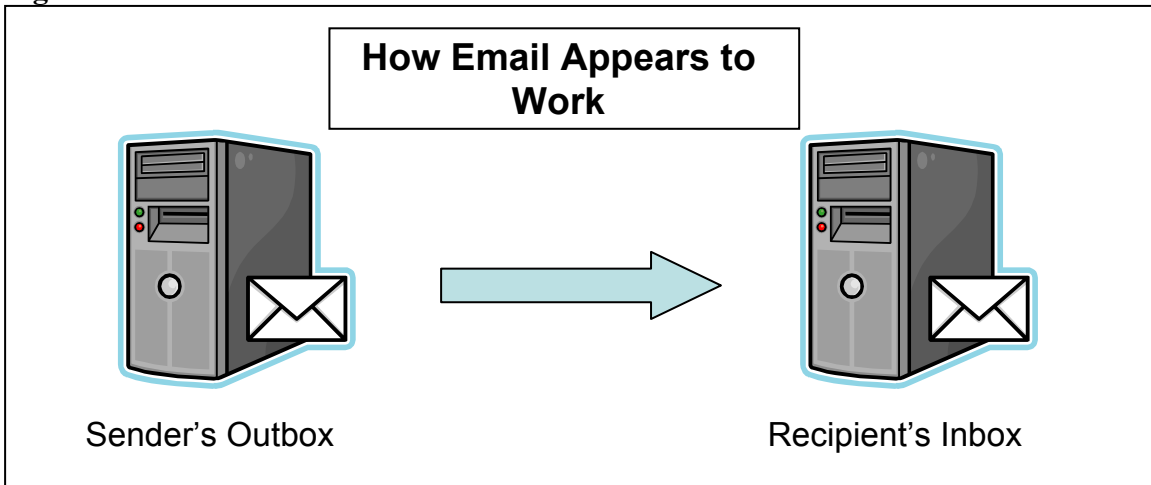 How Email Appears to
Work
Sender’s Outbox
Recipient’s Inbox